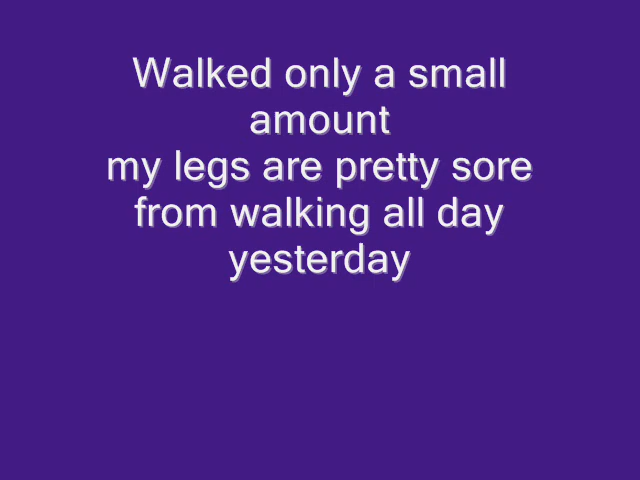 Walked only a small
amount
my legs are pretty sore
from walking all day
yesterday